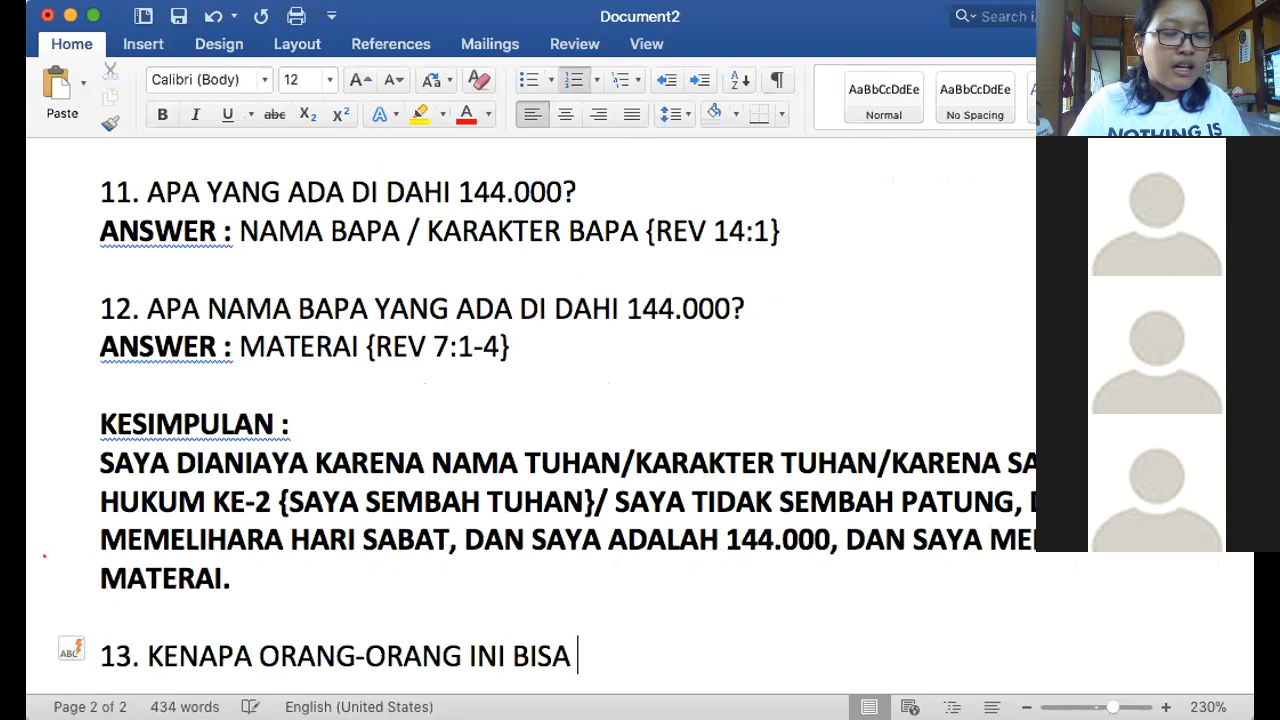 Document2
Search i
Home Insert Design Layout References Mailings Review View
Paste
Calibri (Body) 12
AaBbCcDdEe AaBbCcDdEe
Normal No Spacing
NOTHING IS
11. APA YANG ADA DI DAHI 144.000?
ANSWER : NAMA BAPA / KARAKTER BAPA {REV 14:1}
12. APA NAMA BAPA YANG ADA DI DAHI 144.000?
ANSWER : MATERAI {REV 7:1-4}
KESIMPULAN :
SAYA DIANIAYA KARENA NAMA TUHAN/KARAKTER TUHAN/KARENA SA
HUKUM KE-2 {SAYA SEMBAH TUHAN}/ SAYA TIDAK SEMBAH PATUNG,
MEMELIHARA HARI SABAT, DAN SAYA ADALAH 144.000, DAN SAYA
MATERAI.
13. KENAPA ORANG-ORANG INI BISA
Page 2 of 2 434 words English (United States) 230%